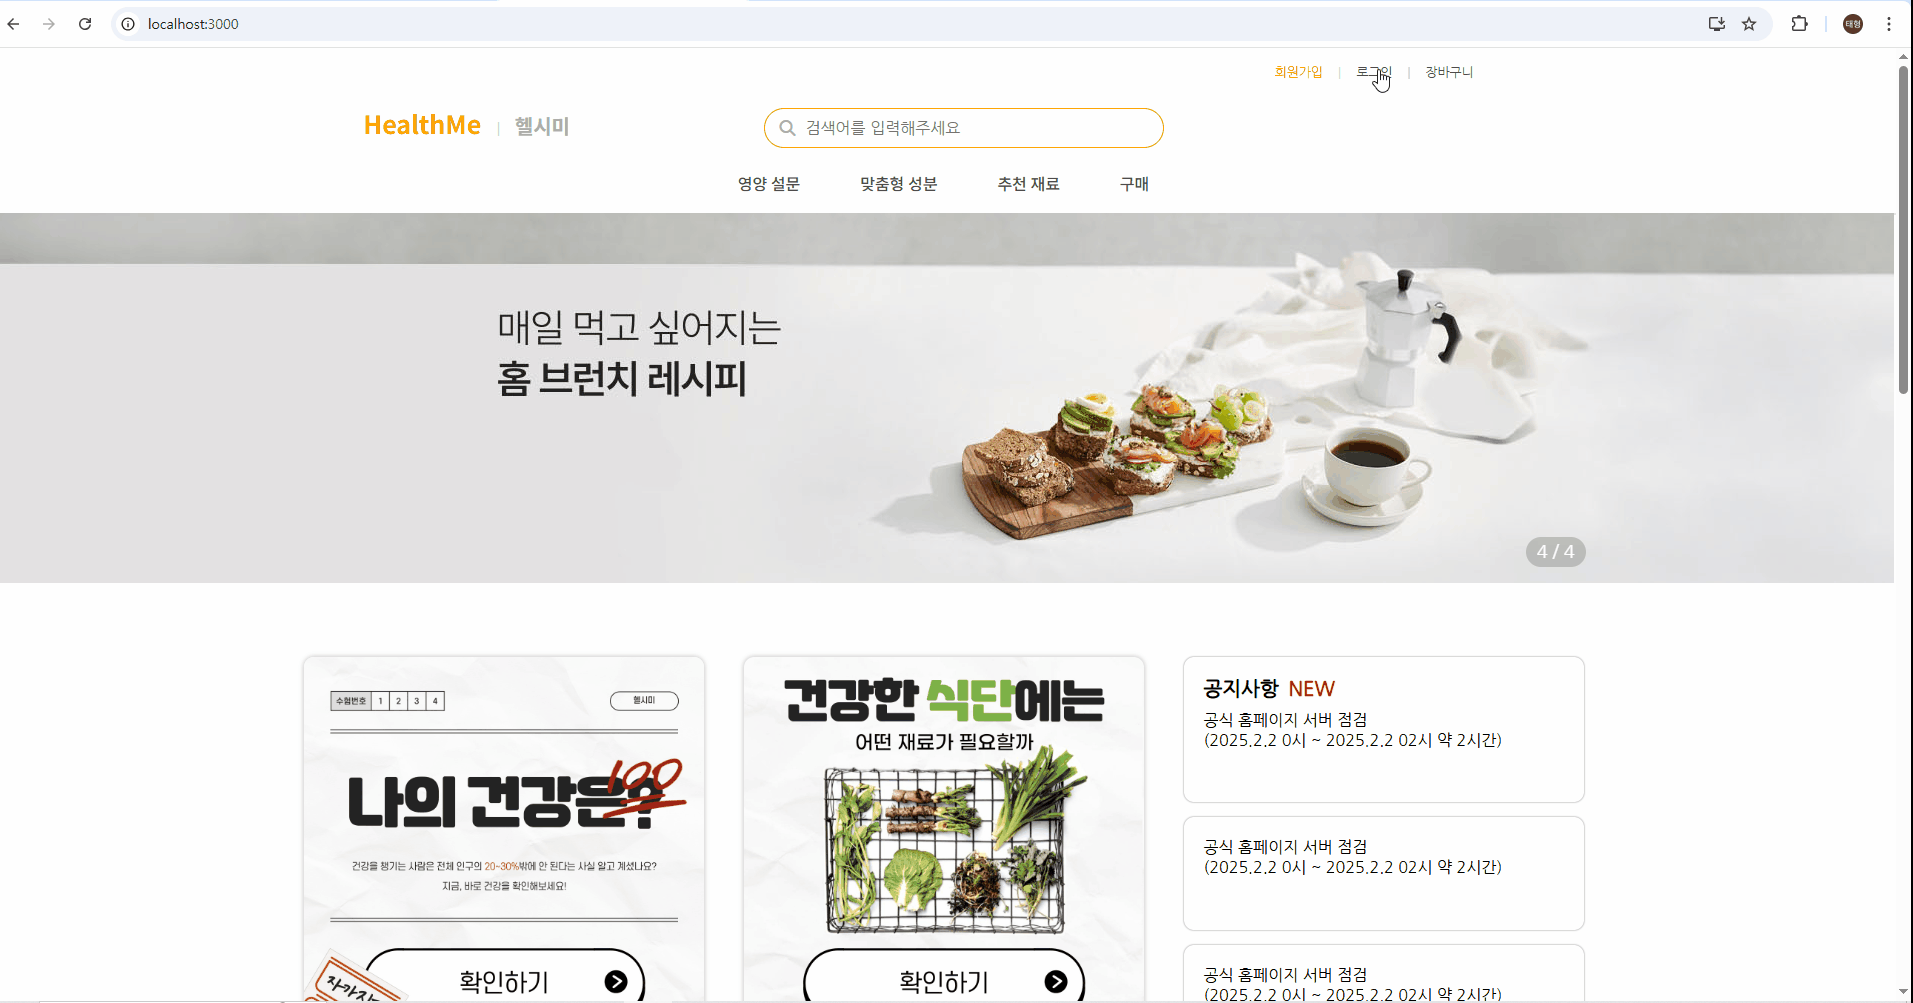 localhost:3000
태형
회원가입 | 로그인 | 장바구니
HealthMe | 헬시미
검색어를 입력해주세요
영양 설문 맞춤형 성분 추천 재료 구매
매일 먹고 싶어지는
홈 브런치 레시피
4 / 4
수험번호 1 2 3 4
헬시미
나의 건강은?
100
건강을 챙기는 사람은 전체 인구의 20~30%밖에 안 된다는 사실 알고 계셨나요?
지금, 바로 건강을 확인해보세요!
확인하기
건강한 식단에는
어떤 재료가 필요할까
확인하기
공지사항 NEW
공식 홈페이지 서버 점검
(2025.2.2 0시 ~ 2025.2.2 02시 약 2시간)
공식 홈페이지 서버 점검
(2025.2.2 0시 ~ 2025.2.2 02시 약 2시간)
공식 홈페이지 서버 점검
(2025.2.2 0시 ~ 2025.2.2 02시 약 2시간)